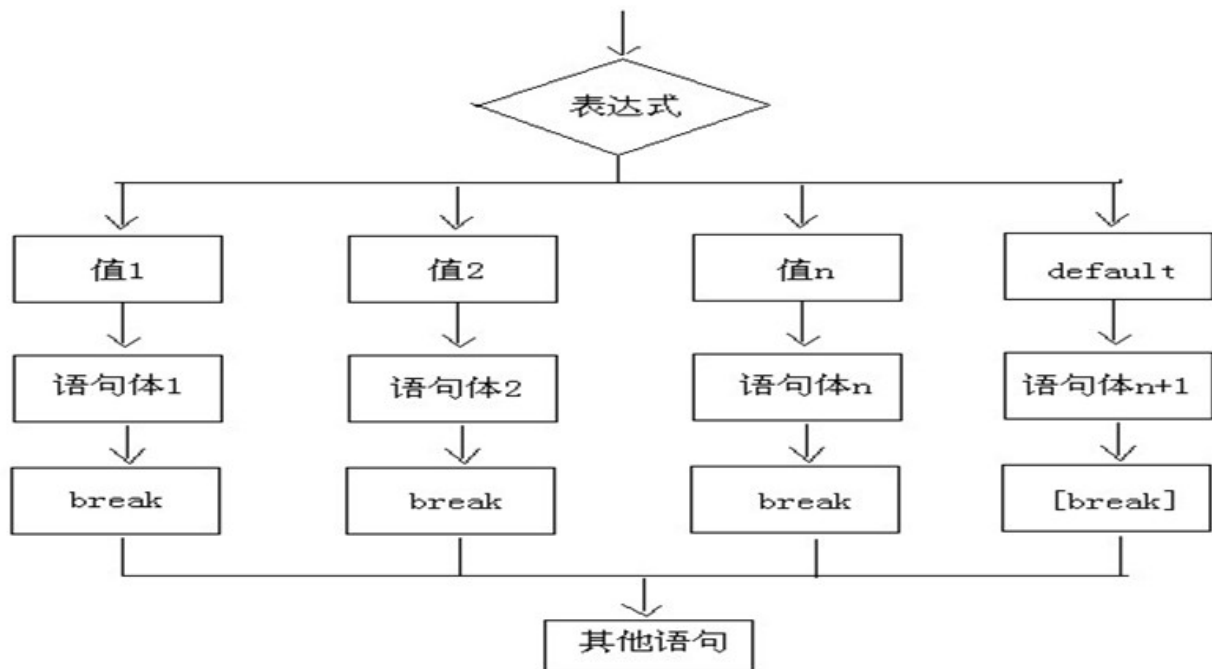 表达式
值1
值2
值n
default
语句体1
语句体2
语句体n
语句体n+1
break
break
break
[break]
其他语句